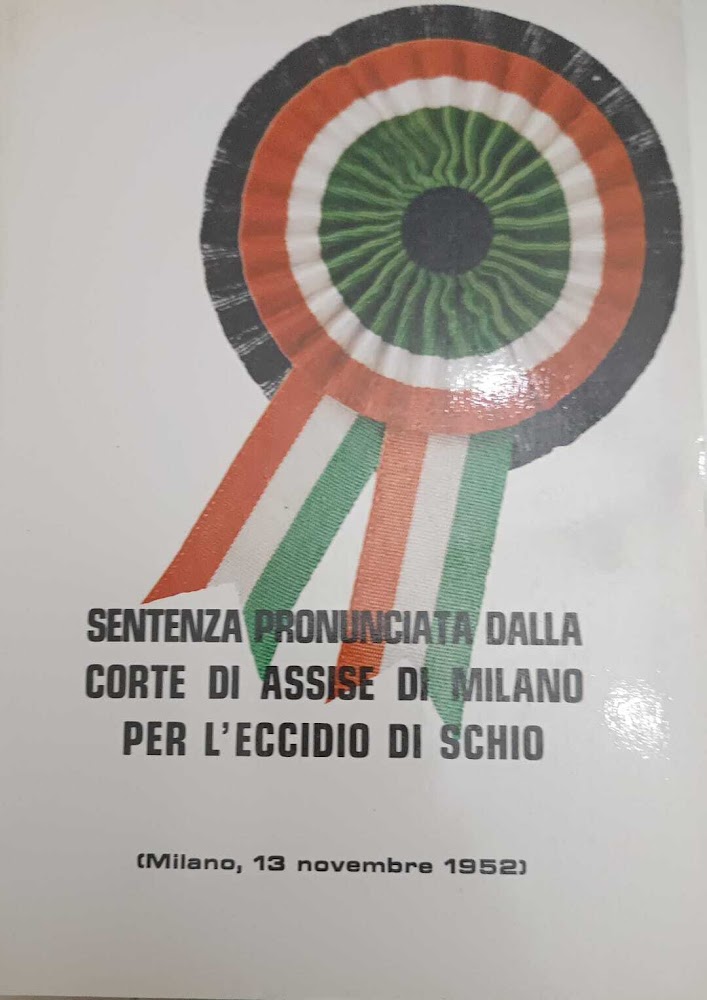 SENTENZA PRONUNCIATA DALLA
CORTE DI ASSISE DI MILANO
PER L'ECCIDIO DI SCHIO
(Milano, 13 novembre 1952)